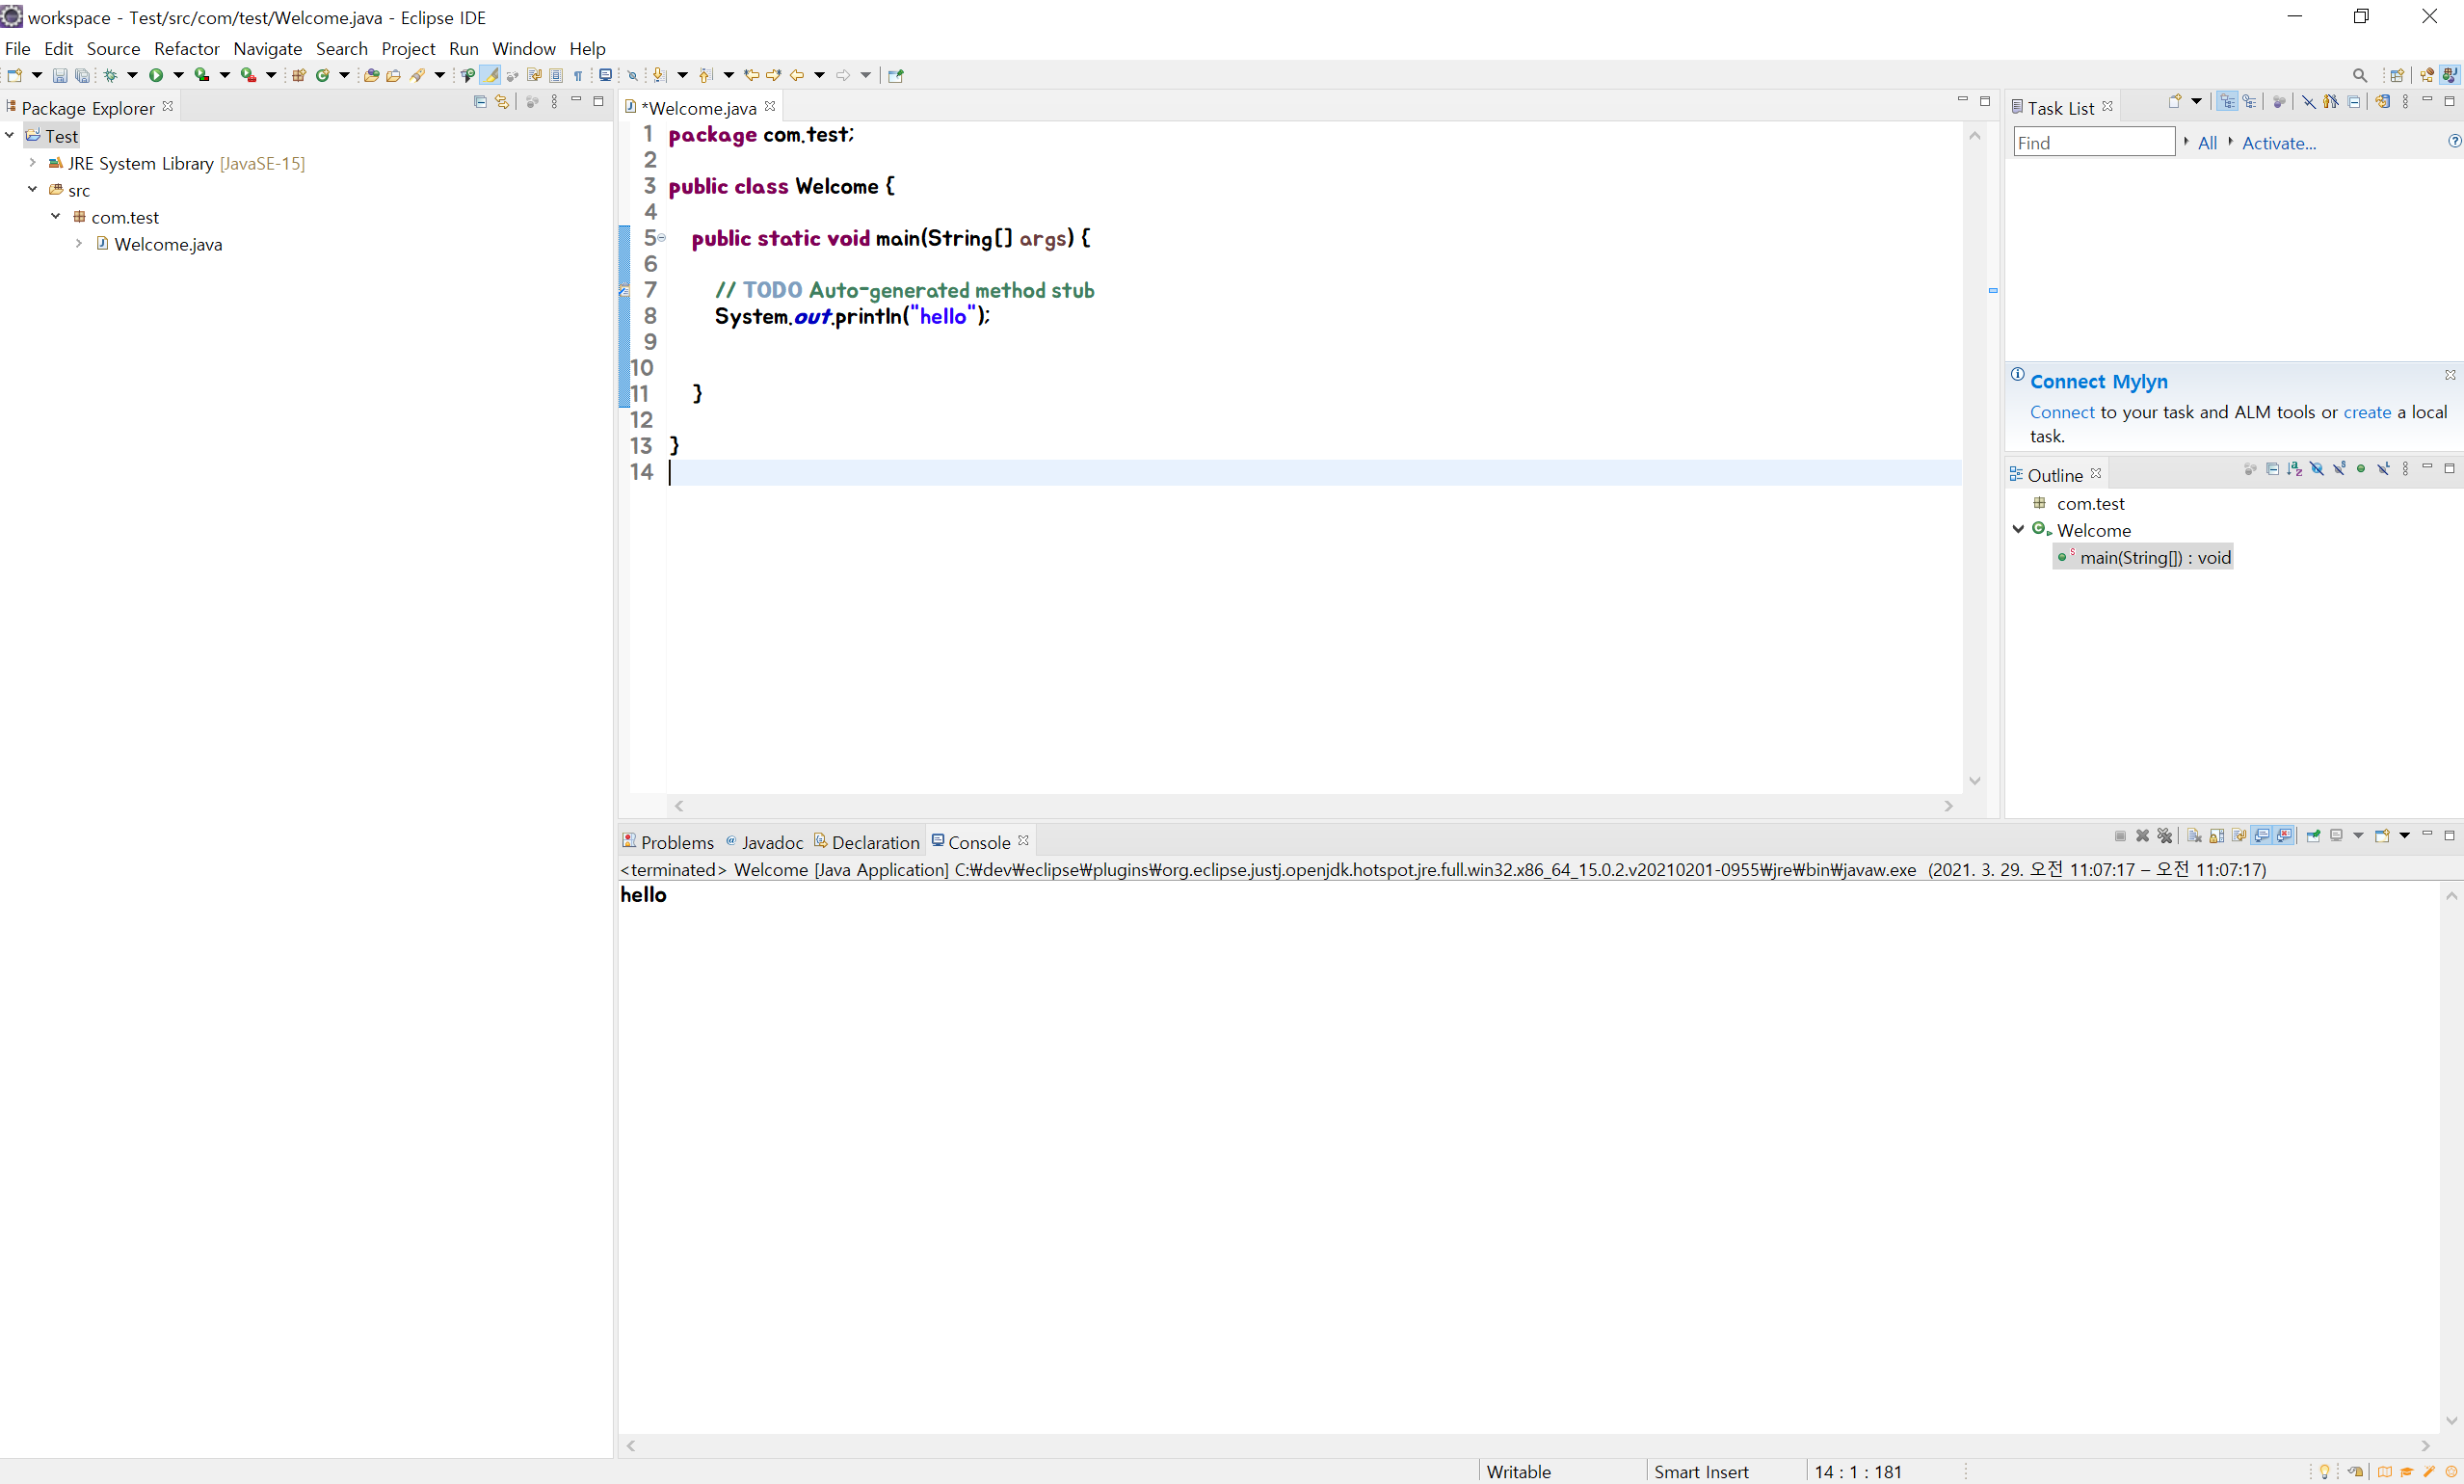 workspace - Test/src/com/test/Welcome.java - Eclipse IDE
File Edit Source Refactor Navigate Search Project Run Window Help
Package Explorer
Test
JRE System Library [JavaSE-15]
src
com.test
Welcome.java
*Welcome.java
1 package com.test;
2
3 public class Welcome {
4
5 public static void main(String[] args) {
6
7 // TODO Auto-generated method stub
8 System.out.println("hello");
9
10
11 }
12
13 }
14
Task List
Find All Activate...
Connect Mylyn
Connect to your task and ALM tools or create a local
task.
Outline
com.test
Welcome
main(String[]) : void
Problems Javadoc Declaration Console
<terminated> Welcome [Java Application] C:₩dev₩eclipse₩plugins₩org.eclipse.justj.openjdk.hotspot.jre.full.win32.x86_64_15.0.2.v20210201-0955₩jre₩bin₩javaw.exe (2021. 3. 29. 오전 11:07:17 – 오전 11:07:17)
hello
Writable Smart Insert 14 : 1 : 181